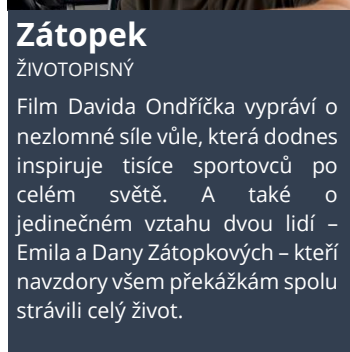 Zátopek
ŽIVOTOPISNÝ
Film Davida Ondříčka vypráví o
nezlomné síle vůle, která dodnes
inspiruje tisíce sportovců po
celém světě. A také o
jedinečném vztahu dvou lidí –
Emila a Dany Zátopkových – kteří
navzdory všem překážkám spolu
strávili celý život.